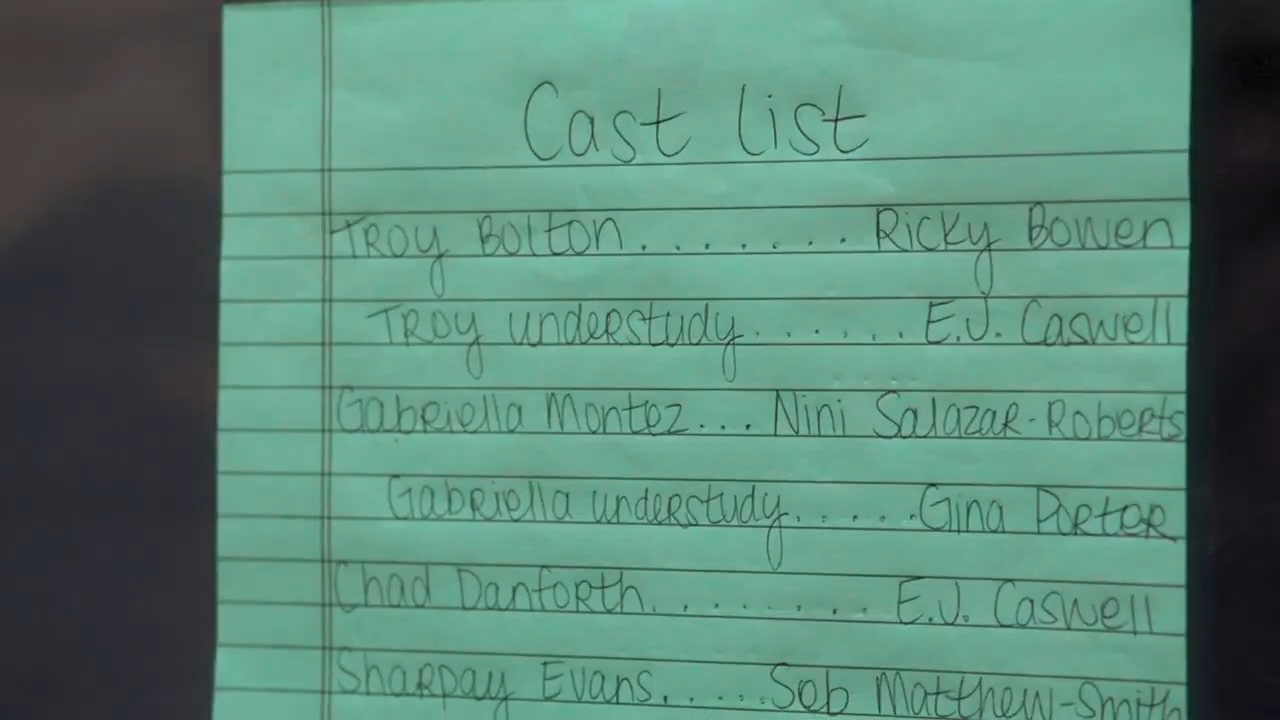 Cast list
Troy Bolton........ Ricky Bowen
Troy understudy...... E.J. Caswell
Gabriella Montez... Nini Salazar-Roberts
Gabriella understudy......Gina Porter
Chad Danforth........ E.J. Caswell
Sharpay Evans.....Seb Matthew-Smith